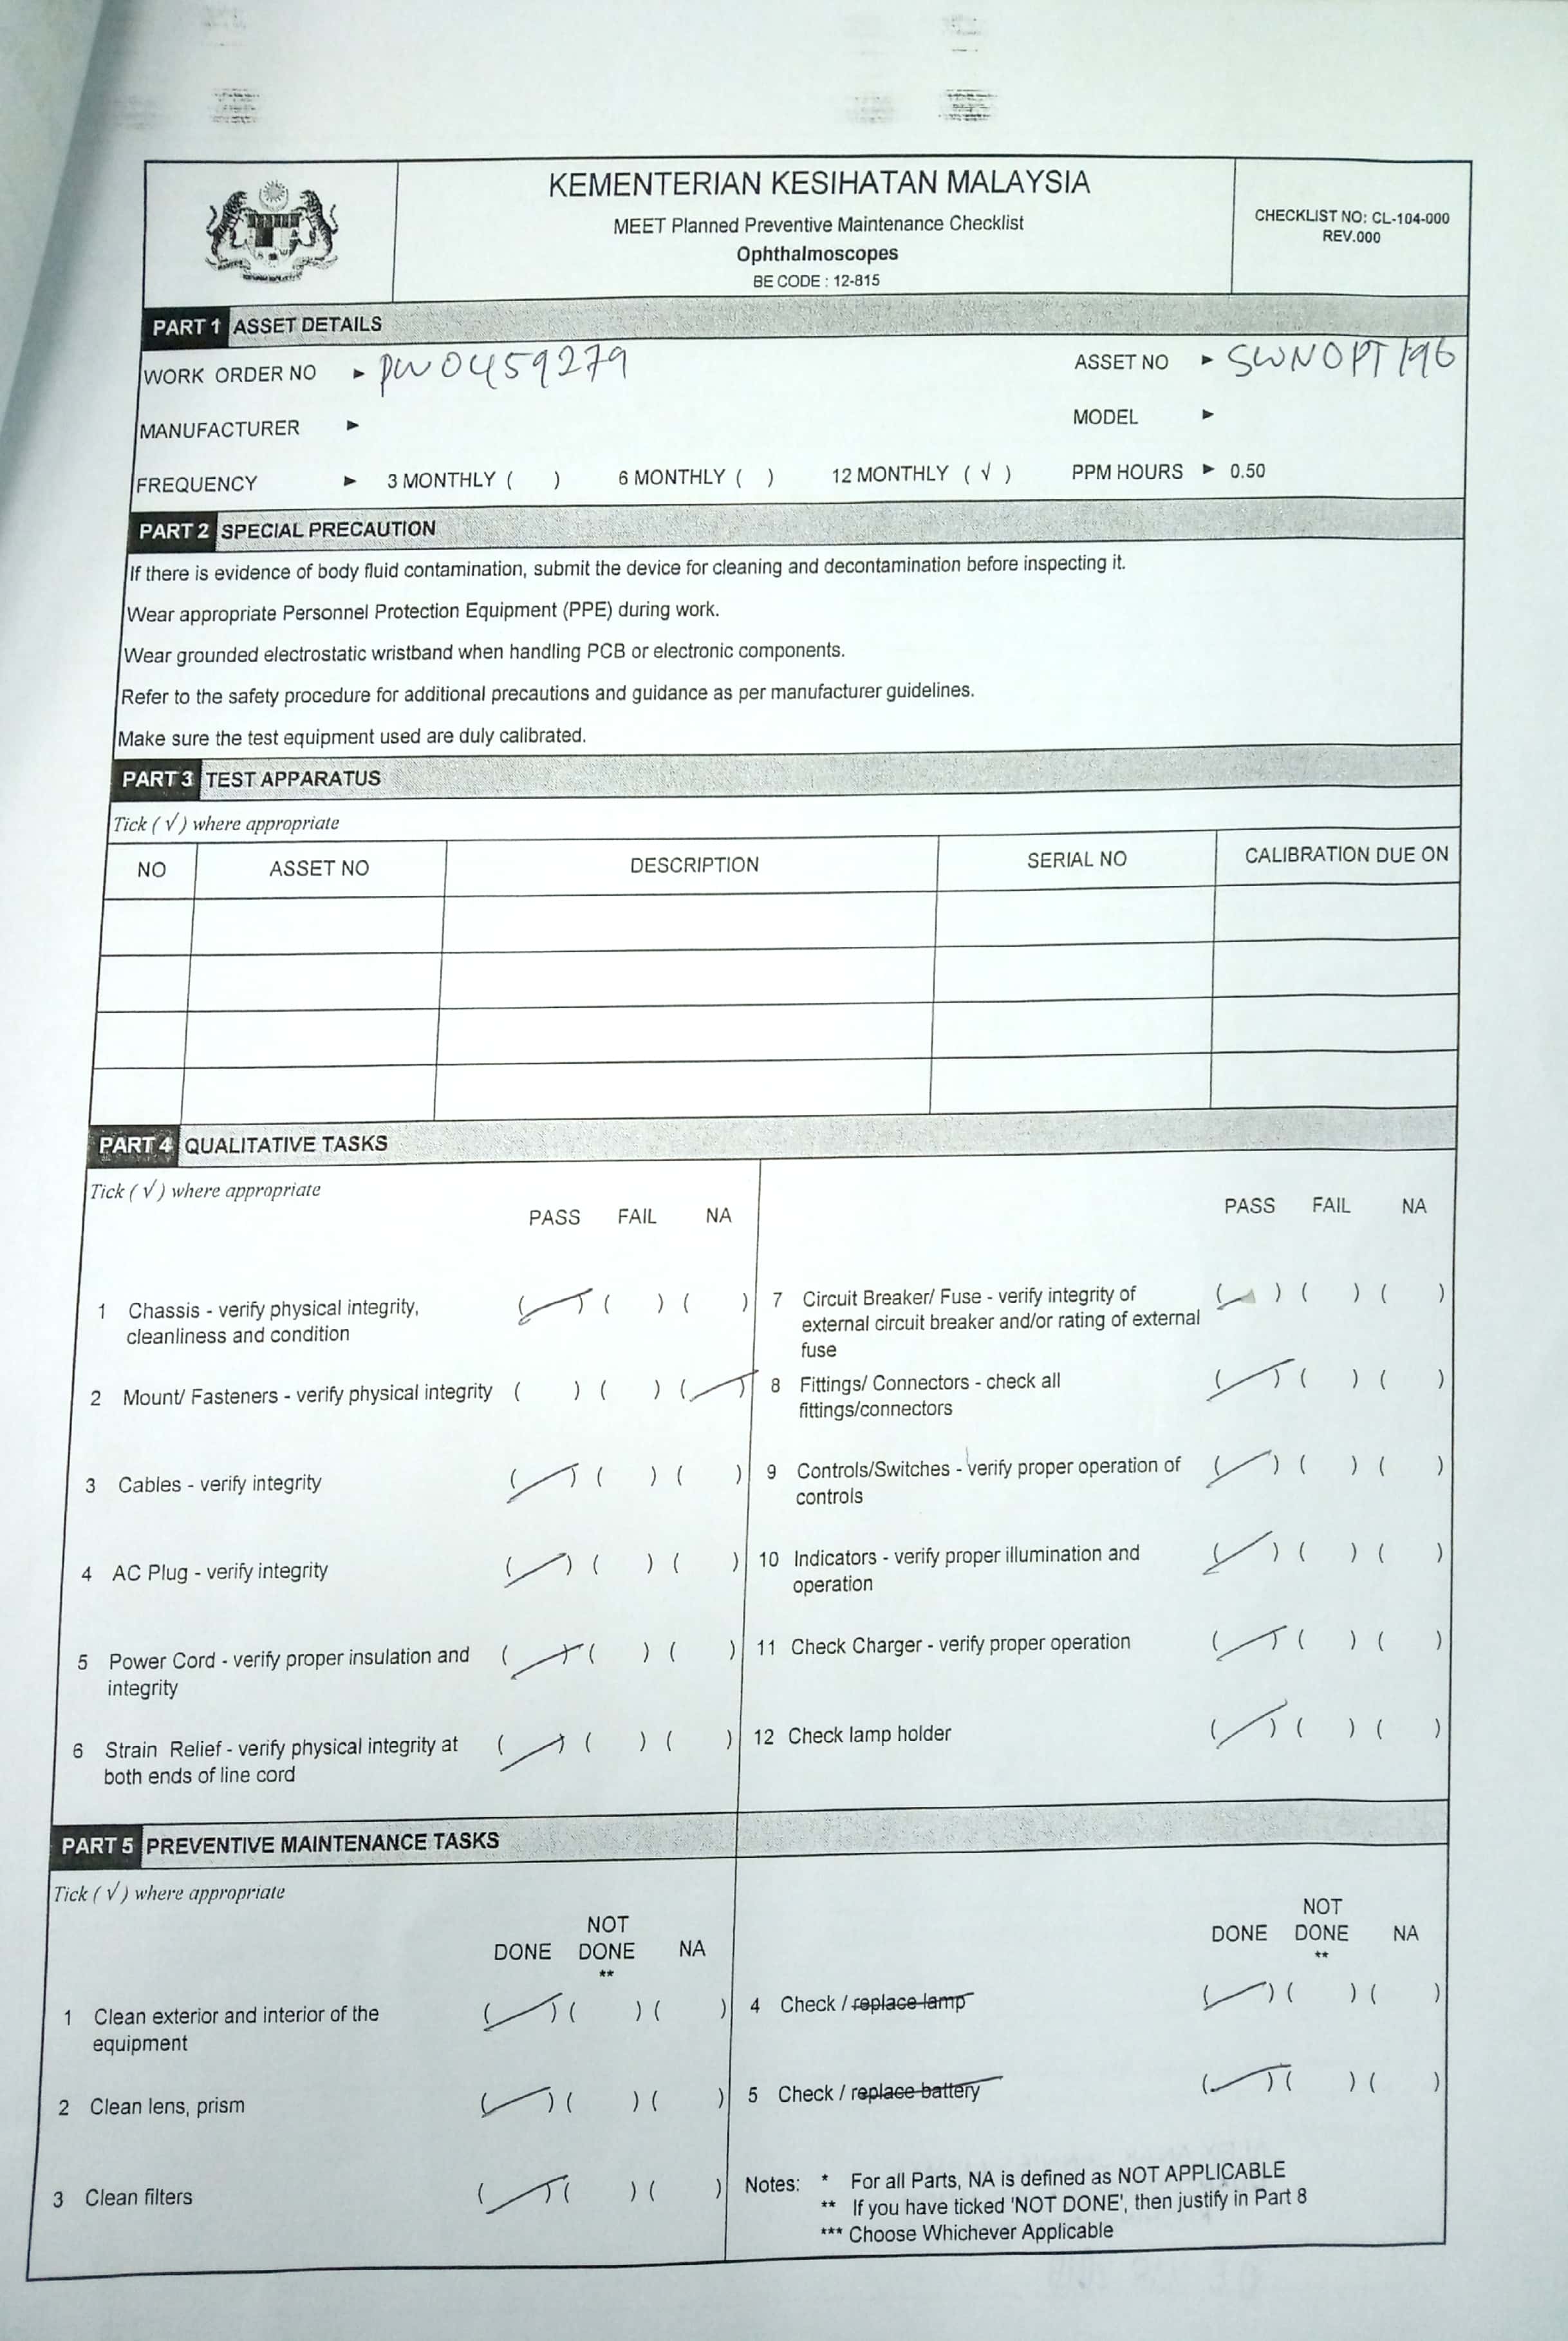 KEMENTERIAN KESIHATAN MALAYSIA
MEET Planned Preventive Maintenance Checklist
Ophthalmoscopes
BE CODE : 12-815
CHECKLIST NO: CL-104-000
REV.000
PART 1 ASSET DETAILS
WORK ORDER NO ► PW0459279 ASSET NO ► SWNOPT196
MANUFACTURER ► MODEL ►
FREQUENCY ► 3 MONTHLY ( ) 6 MONTHLY ( ) 12 MONTHLY ( √ ) PPM HOURS ► 0.50
PART 2 SPECIAL PRECAUTION
If there is evidence of body fluid contamination, submit the device for cleaning and decontamination before inspecting it.
Wear appropriate Personnel Protection Equipment (PPE) during work.
Wear grounded electrostatic wristband when handling PCB or electronic components.
Refer to the safety procedure for additional precautions and guidance as per manufacturer guidelines.
Make sure the test equipment used are duly calibrated.
PART 3 TEST APPARATUS
Tick ( √ ) where appropriate
NO ASSET NO DESCRIPTION SERIAL NO CALIBRATION DUE ON
PART 4 QUALITATIVE TASKS
Tick ( √ ) where appropriate
PASS FAIL NA
1 Chassis - verify physical integrity, (√) ( ) ( )
cleanliness and condition
2 Mount/ Fasteners - verify physical integrity ( ) ( ) (√)
3 Cables - verify integrity (√) ( ) ( )
4 AC Plug - verify integrity (√) ( ) ( )
5 Power Cord - verify proper insulation and (√) ( ) ( )
integrity
6 Strain Relief - verify physical integrity at (√) ( ) ( )
both ends of line cord
PASS FAIL NA
7 Circuit Breaker/ Fuse - verify integrity of (√) ( ) ( )
external circuit breaker and/or rating of external
fuse
8 Fittings/ Connectors - check all (√) ( ) ( )
fittings/connectors
9 Controls/Switches - verify proper operation of (√) ( ) ( )
controls
10 Indicators - verify proper illumination and (√) ( ) ( )
operation
11 Check Charger - verify proper operation (√) ( ) ( )
12 Check lamp holder (√) ( ) ( )
PART 5 PREVENTIVE MAINTENANCE TASKS
Tick ( √ ) where appropriate
NOT
DONE DONE NA
**
1 Clean exterior and interior of the (√) ( ) ( )
equipment
2 Clean lens, prism (√) ( ) ( )
3 Clean filters (√) ( ) ( )
NOT
DONE DONE NA
**
4 Check / replace lamp (√) ( ) ( )
5 Check / replace battery (√) ( ) ( )
Notes: * For all Parts, NA is defined as NOT APPLICABLE
** If you have ticked 'NOT DONE', then justify in Part 8
*** Choose Whichever Applicable